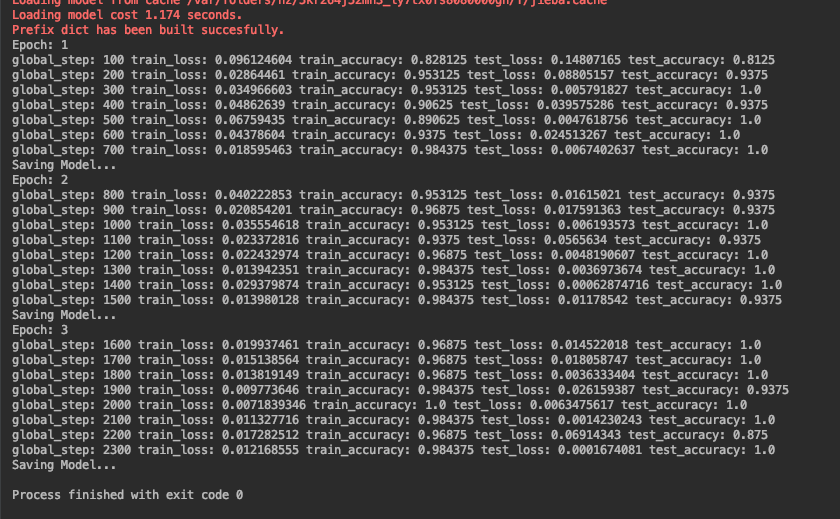 Loading model from cache
Loading model cost 1.174 seconds.
Prefix dict has been built succesfully.
Epoch: 1
global_step: 100 train_loss: 0.096124604 train_accuracy: 0.828125 test_loss: 0.14807165 test_accuracy: 0.8125
global_step: 200 train_loss: 0.02864461 train_accuracy: 0.953125 test_loss: 0.08805157 test_accuracy: 0.9375
global_step: 300 train_loss: 0.034966603 train_accuracy: 0.953125 test_loss: 0.005791827 test_accuracy: 1.0
global_step: 400 train_loss: 0.04862639 train_accuracy: 0.90625 test_loss: 0.039575286 test_accuracy: 0.9375
global_step: 500 train_loss: 0.06759435 train_accuracy: 0.890625 test_loss: 0.0047618756 test_accuracy: 1.0
global_step: 600 train_loss: 0.04378604 train_accuracy: 0.9375 test_loss: 0.024513267 test_accuracy: 1.0
global_step: 700 train_loss: 0.018595463 train_accuracy: 0.984375 test_loss: 0.0067402637 test_accuracy: 1.0
Saving Model...
Epoch: 2
global_step: 800 train_loss: 0.040222853 train_accuracy: 0.953125 test_loss: 0.01615021 test_accuracy: 0.9375
global_step: 900 train_loss: 0.020854201 train_accuracy: 0.96875 test_loss: 0.017591363 test_accuracy: 0.9375
global_step: 1000 train_loss: 0.035554618 train_accuracy: 0.953125 test_loss: 0.006193573 test_accuracy: 1.0
global_step: 1100 train_loss: 0.023372816 train_accuracy: 0.9375 test_loss: 0.0565634 test_accuracy: 0.9375
global_step: 1200 train_loss: 0.022432974 train_accuracy: 0.96875 test_loss: 0.0048190607 test_accuracy: 1.0
global_step: 1300 train_loss: 0.013942351 train_accuracy: 0.984375 test_loss: 0.0036973674 test_accuracy: 1.0
global_step: 1400 train_loss: 0.029379874 train_accuracy: 0.953125 test_loss: 0.00062874716 test_accuracy: 1.0
global_step: 1500 train_loss: 0.013980128 train_accuracy: 0.984375 test_loss: 0.01178542 test_accuracy: 0.9375
Saving Model...
Epoch: 3
global_step: 1600 train_loss: 0.019937461 train_accuracy: 0.96875 test_loss: 0.014522018 test_accuracy: 1.0
global_step: 1700 train_loss: 0.015138564 train_accuracy: 0.96875 test_loss: 0.018058747 test_accuracy: 1.0
global_step: 1800 train_loss: 0.013819149 train_accuracy: 0.96875 test_loss: 0.0036333404 test_accuracy: 1.0
global_step: 1900 train_loss: 0.009773646 train_accuracy: 0.984375 test_loss: 0.026159387 test_accuracy: 0.9375
global_step: 2000 train_loss: 0.0071839346 train_accuracy: 1.0 test_loss: 0.0063475617 test_accuracy: 1.0
global_step: 2100 train_loss: 0.011327716 train_accuracy: 0.984375 test_loss: 0.0014230243 test_accuracy: 1.0
global_step: 2200 train_loss: 0.017282512 train_accuracy: 0.96875 test_loss: 0.06914343 test_accuracy: 0.875
global_step: 2300 train_loss: 0.012168555 train_accuracy: 0.984375 test_loss: 0.0001674081 test_accuracy: 1.0
Saving Model...
Process finished with exit code 0